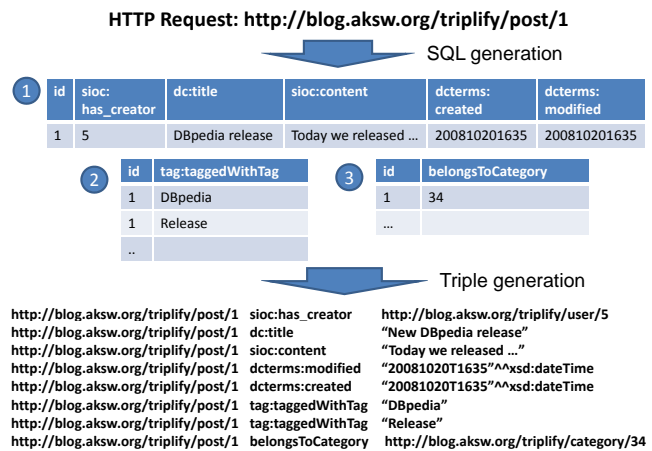 HTTP Request: http://blog.aksw.org/triplify/post/1
SQL generation
1
id sioc: has_creator dc:title sioc:content dcterms: created dcterms: modified
1 5 DBpedia release Today we released … 200810201635 200810201635
2
id tag:taggedWithTag
1 DBpedia
1 Release
..
3
id belongsToCategory
1 34
…
Triple generation
http://blog.aksw.org/triplify/post/1 sioc:has_creator http://blog.aksw.org/triplify/user/5
http://blog.aksw.org/triplify/post/1 dc:title “New DBpedia release”
http://blog.aksw.org/triplify/post/1 sioc:content “Today we released …”
http://blog.aksw.org/triplify/post/1 dcterms:modified “20081020T1635”^^xsd:dateTime
http://blog.aksw.org/triplify/post/1 dcterms:created “20081020T1635”^^xsd:dateTime
http://blog.aksw.org/triplify/post/1 tag:taggedWithTag “DBpedia”
http://blog.aksw.org/triplify/post/1 tag:taggedWithTag “Release”
http://blog.aksw.org/triplify/post/1 belongsToCategory http://blog.aksw.org/triplify/category/34